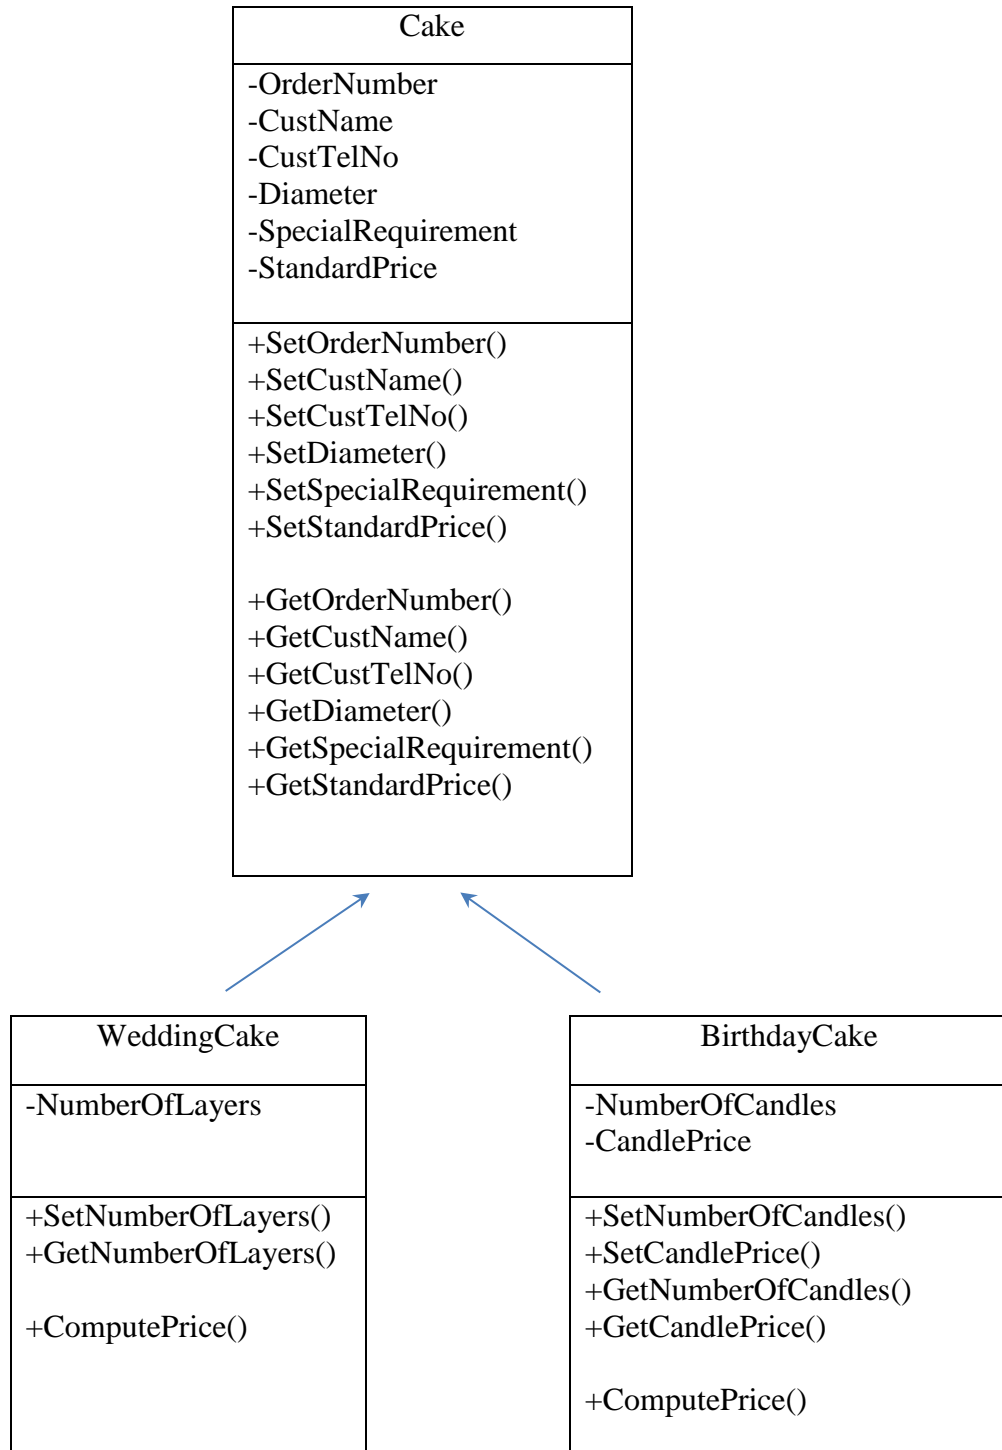 Cake
-OrderNumber
-CustName
-CustTelNo
-Diameter
-SpecialRequirement
-StandardPrice
+SetOrderNumber()
+SetCustName()
+SetCustTelNo()
+SetDiameter()
+SetSpecialRequirement()
+SetStandardPrice()
+GetOrderNumber()
+GetCustName()
+GetCustTelNo()
+GetDiameter()
+GetSpecialRequirement()
+GetStandardPrice()
WeddingCake
-NumberOfLayers
+SetNumberOfLayers()
+GetNumberOfLayers()
+ComputePrice()
BirthdayCake
-NumberOfCandles
-CandlePrice
+SetNumberOfCandles()
+SetCandlePrice()
+GetNumberOfCandles()
+GetCandlePrice()
+ComputePrice()